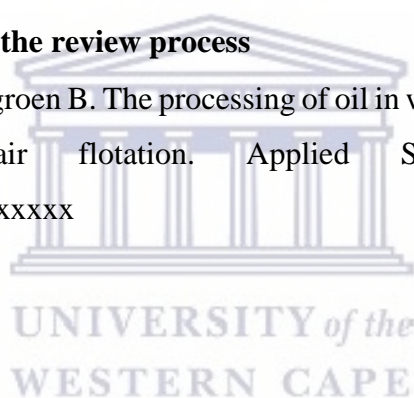 the review process
groen B. The processing of oil in w
air flotation. Applied S
xxxxx
UNIVERSITY of the
WESTERN CAPE